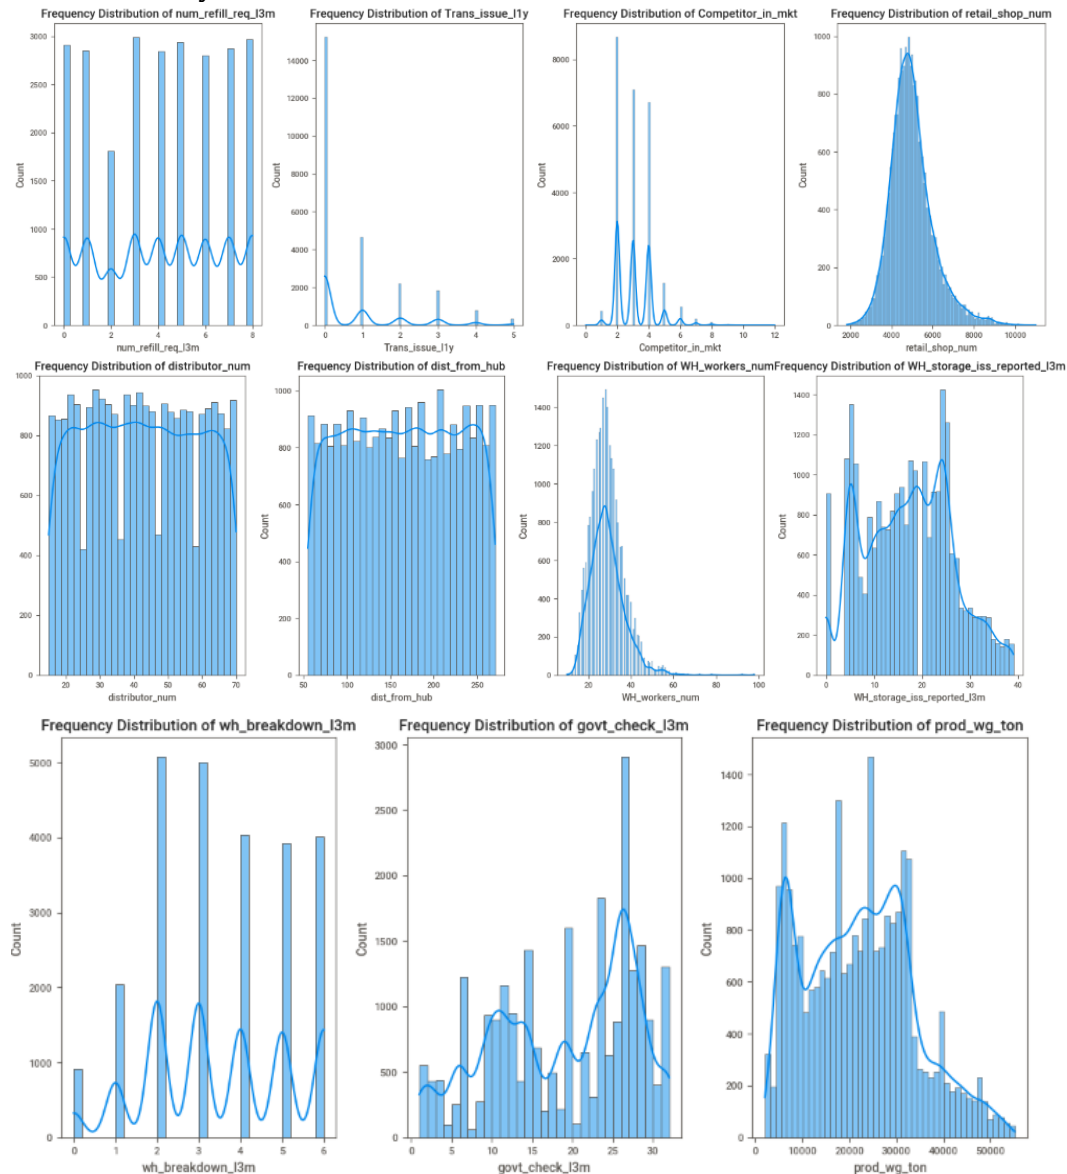 Frequency Distribution of num_refill_req_l3m
Frequency Distribution of Trans_issue_l1y
Frequency Distribution of Competitor_in_mkt
Frequency Distribution of retail_shop_num
3000
2500
2000
1500
1000
500
0
Count
0 2 4 6 8
num_refill_req_l3m
14000
12000
10000
8000
6000
4000
2000
0
Count
0 1 2 3 4 5
Trans_issue_l1y
8000
6000
4000
2000
0
Count
0 2 4 6 8 10 12
Competitor_in_mkt
1000
800
600
400
200
0
Count
2000 4000 6000 8000 10000
retail_shop_num
Frequency Distribution of distributor_num
Frequency Distribution of dist_from_hub
Frequency Distribution of WH_workers_num
Frequency Distribution of WH_storage_iss_reported_l3m
1000
800
600
400
200
0
Count
20 30 40 50 60 70
distributor_num
1000
800
600
400
200
0
Count
50 100 150 200 250
dist_from_hub
1400
1200
1000
800
600
400
200
0
Count
20 40 60 80 100
WH_workers_num
1400
1200
1000
800
600
400
200
0
Count
0 10 20 30 40
WH_storage_iss_reported_l3m
Frequency Distribution of wh_breakdown_l3m
Frequency Distribution of govt_check_l3m
Frequency Distribution of prod_wg_ton
5000
4000
3000
2000
1000
0
Count
0 1 2 3 4 5 6
wh_breakdown_l3m
3000
2500
2000
1500
1000
500
0
Count
0 5 10 15 20 25 30
govt_check_l3m
1400
1200
1000
800
600
400
200
0
Count
0 10000 20000 30000 40000 50000
prod_wg_ton